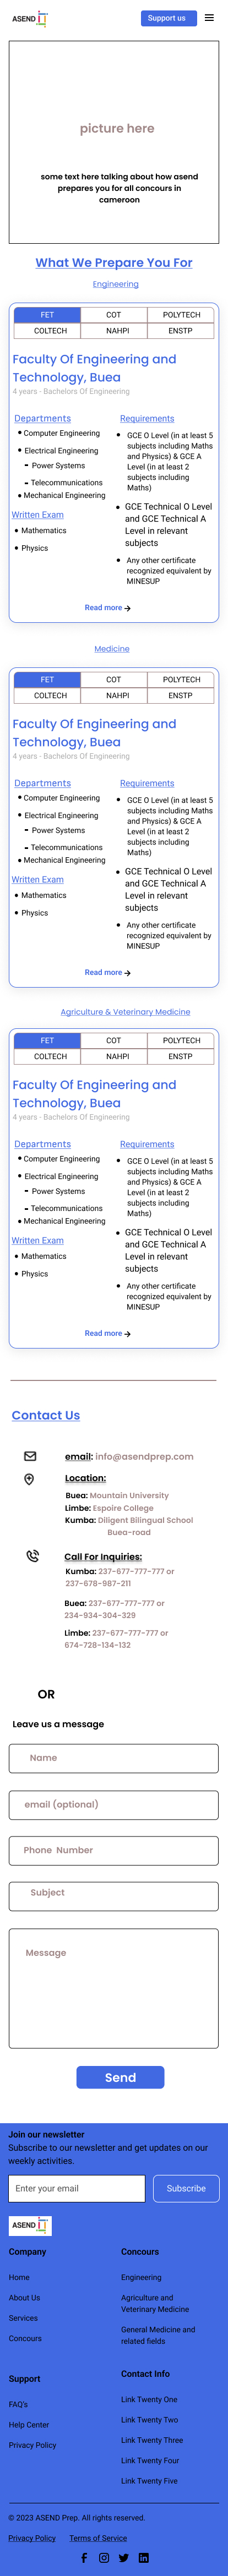 ASEND
Support us
picture here
some text here talking about how asend
prepares you for all concours in
cameroon
What We Prepare You For
Engineering
FET COT POLYTECH
COLTECH NAHPI ENSTP
Faculty Of Engineering and
Technology, Buea
4 years - Bachelors Of Engineering
Departments
Computer Engineering
Electrical Engineering
Power Systems
Telecommunications
Mechanical Engineering
Written Exam
Mathematics
Physics
Requirements
GCE O Level (in at least 5
subjects including Maths
and Physics) & GCE A
Level (in at least 2
subjects including
Maths)
GCE Technical O Level
and GCE Technical A
Level in relevant
subjects
Any other certificate
recognized equivalent by
MINESUP
Read more
Medicine
FET COT POLYTECH
COLTECH NAHPI ENSTP
Faculty Of Engineering and
Technology, Buea
4 years - Bachelors Of Engineering
Departments
Computer Engineering
Electrical Engineering
Power Systems
Telecommunications
Mechanical Engineering
Written Exam
Mathematics
Physics
Requirements
GCE O Level (in at least 5
subjects including Maths
and Physics) & GCE A
Level (in at least 2
subjects including
Maths)
GCE Technical O Level
and GCE Technical A
Level in relevant
subjects
Any other certificate
recognized equivalent by
MINESUP
Read more
Agriculture & Veterinary Medicine
FET COT POLYTECH
COLTECH NAHPI ENSTP
Faculty Of Engineering and
Technology, Buea
4 years - Bachelors Of Engineering
Departments
Computer Engineering
Electrical Engineering
Power Systems
Telecommunications
Mechanical Engineering
Written Exam
Mathematics
Physics
Requirements
GCE O Level (in at least 5
subjects including Maths
and Physics) & GCE A
Level (in at least 2
subjects including
Maths)
GCE Technical O Level
and GCE Technical A
Level in relevant
subjects
Any other certificate
recognized equivalent by
MINESUP
Read more
Contact Us
email: info@asendprep.com
Location:
Buea: Mountain University
Limbe: Espoire College
Kumba: Diligent Bilingual School
Buea-road
Call For Inquiries:
Kumba: 237-677-777-777 or
237-678-987-211
Buea: 237-677-777-777 or
234-934-304-329
Limbe: 237-677-777-777 or
674-728-134-132
OR
Leave us a message
Name
email (optional)
Phone Number
Subject
Message
Send
Join our newsletter
Subscribe to our newsletter and get updates on our
weekly activities.
Enter your email
Subscribe
ASEND
Company
Home
About Us
Services
Concours
Support
FAQ's
Help Center
Privacy Policy
Concours
Engineering
Agriculture and
Veterinary Medicine
General Medicine and
related fields
Contact Info
Link Twenty One
Link Twenty Two
Link Twenty Three
Link Twenty Four
Link Twenty Five
© 2023 ASEND Prep. All rights reserved.
Privacy Policy Terms of Service